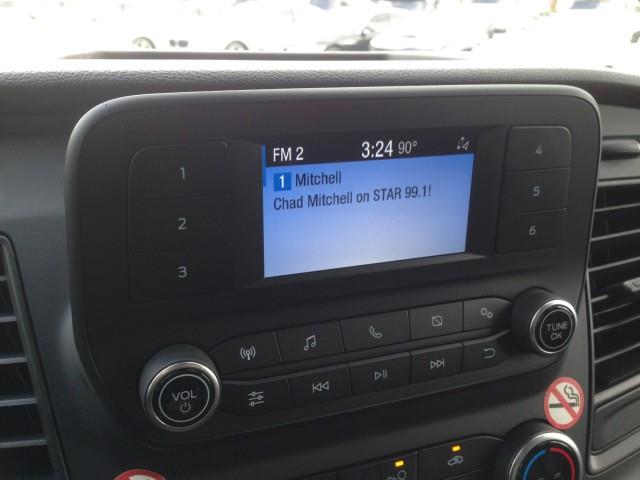 FM 2 3:24 90°
1 Mitchell
Chad Mitchell on STAR 99.1!
1
2
3
4
5
6
VOL
TUNE
OK